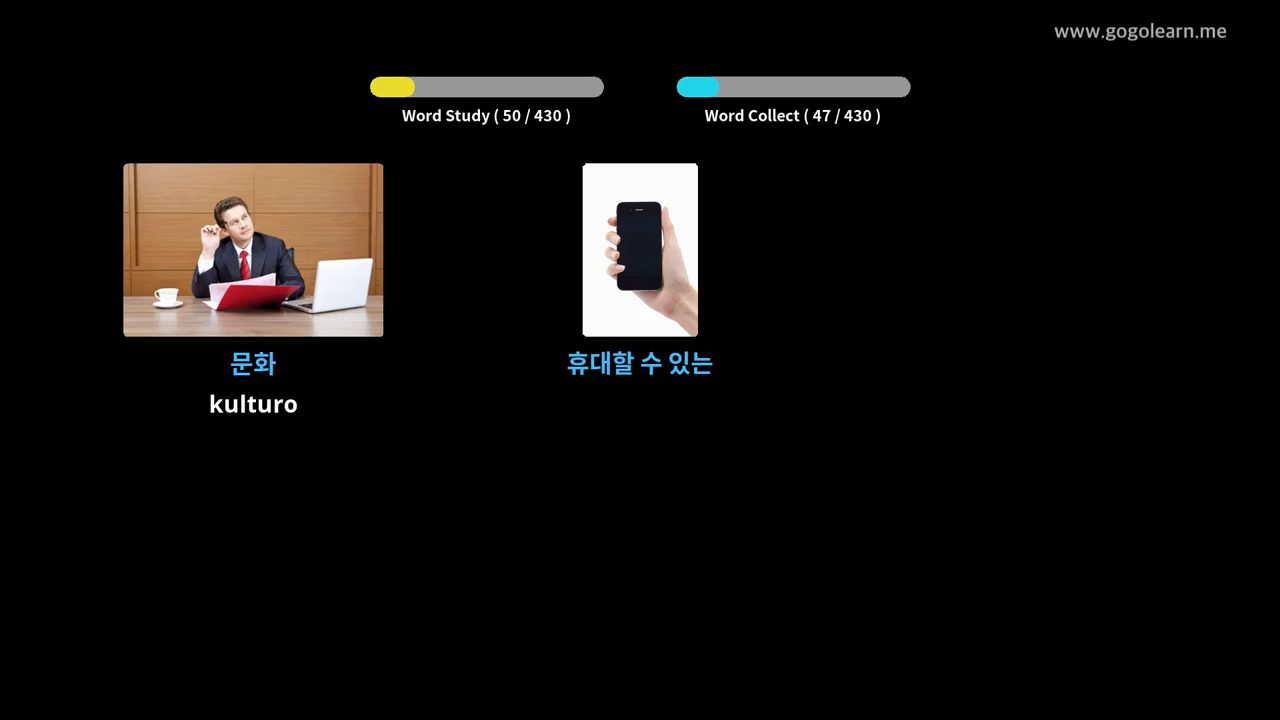 www.gogolearn.me
Word Study ( 50 / 430 )
Word Collect ( 47 / 430 )
문화
휴대할 수 있는
kulturo